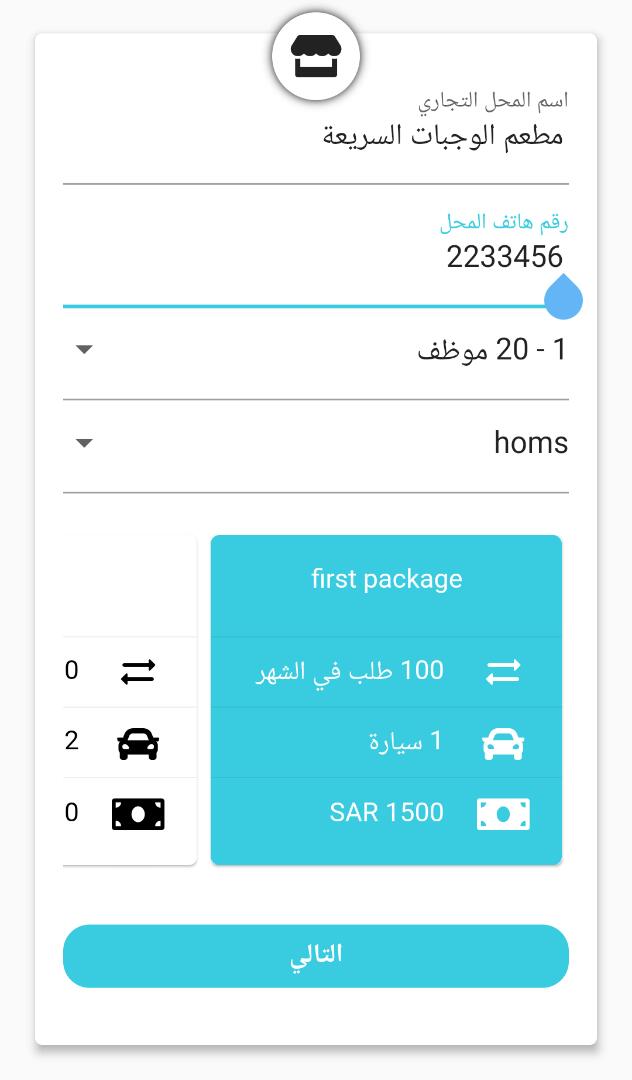 اسم المحل التجاري
مطعم الوجبات السريعة
رقم هاتف المحل
2233456
1 - 20 موظف
homs
first package
100 طلب في الشهر
1 سيارة
SAR 1500
0
2
0
التالي